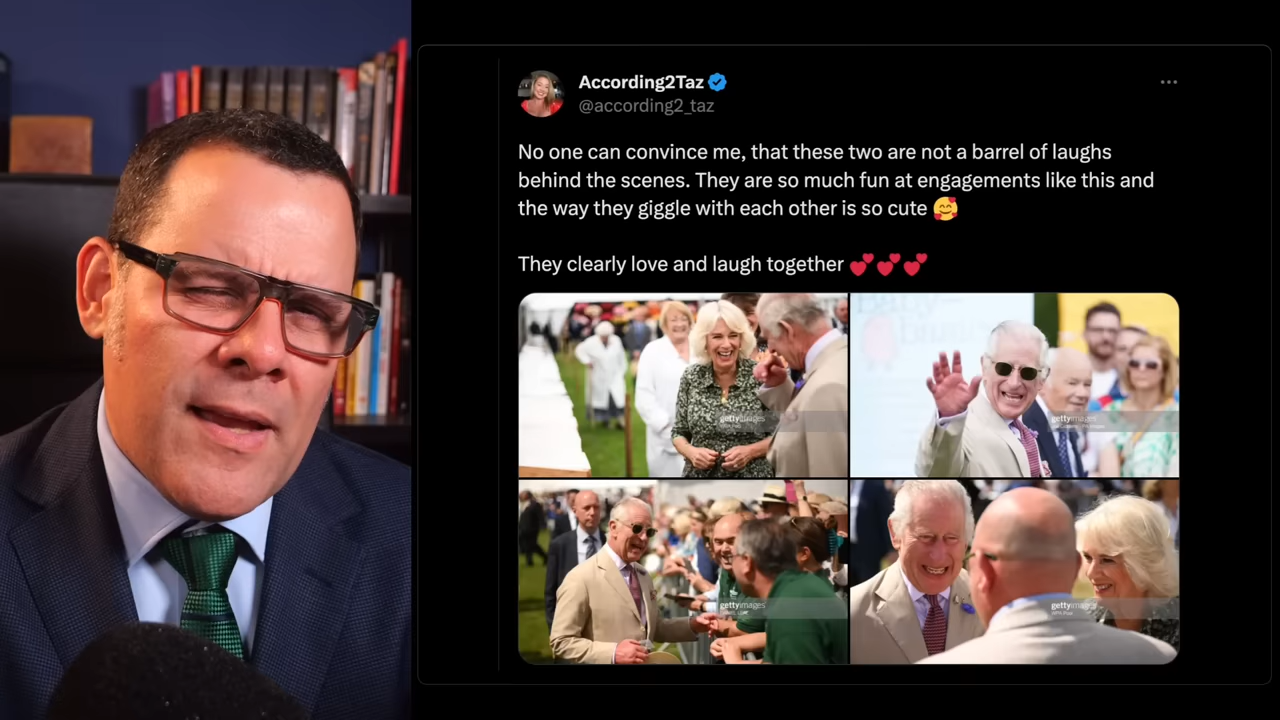 According2Taz
@according2_taz
No one can convince me, that these two are not a barrel of laughs
behind the scenes. They are so much fun at engagements like this and
the way they giggle with each other is so cute 🥰
They clearly love and laugh together 💕💕💕
gettyimages
gettyimages
gettyimages
gettyimages